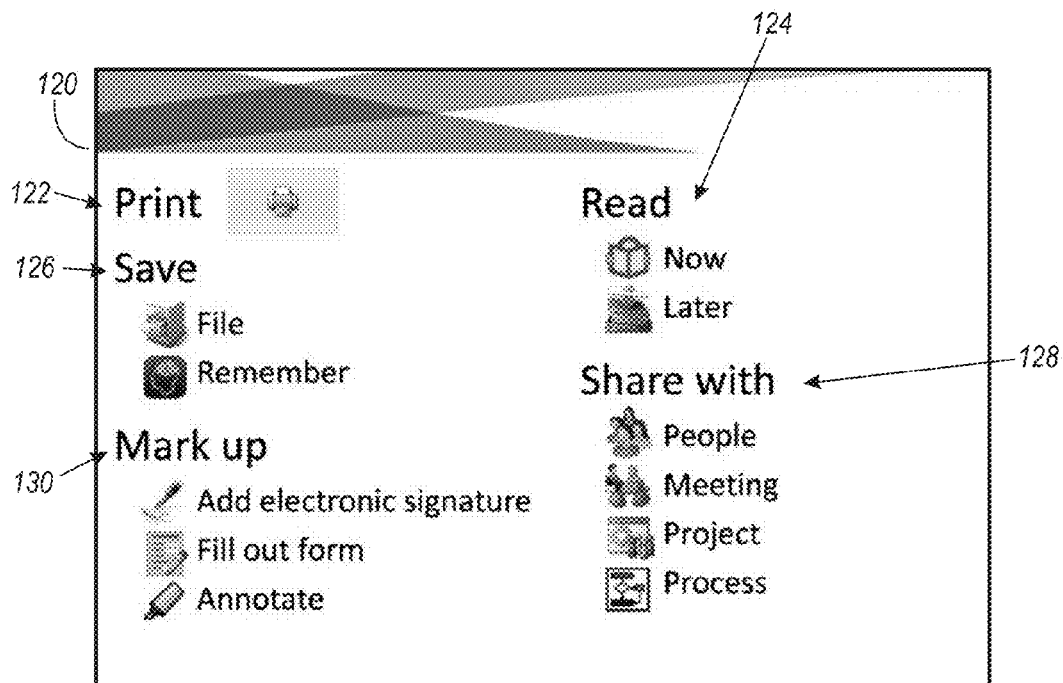 124
120
122
Print
Read
126
Save
Now
File
Later
Remember
Share with
128
Mark up
People
130
Meeting
Add electronic signature
Project
Fill out form
Process
Annotate